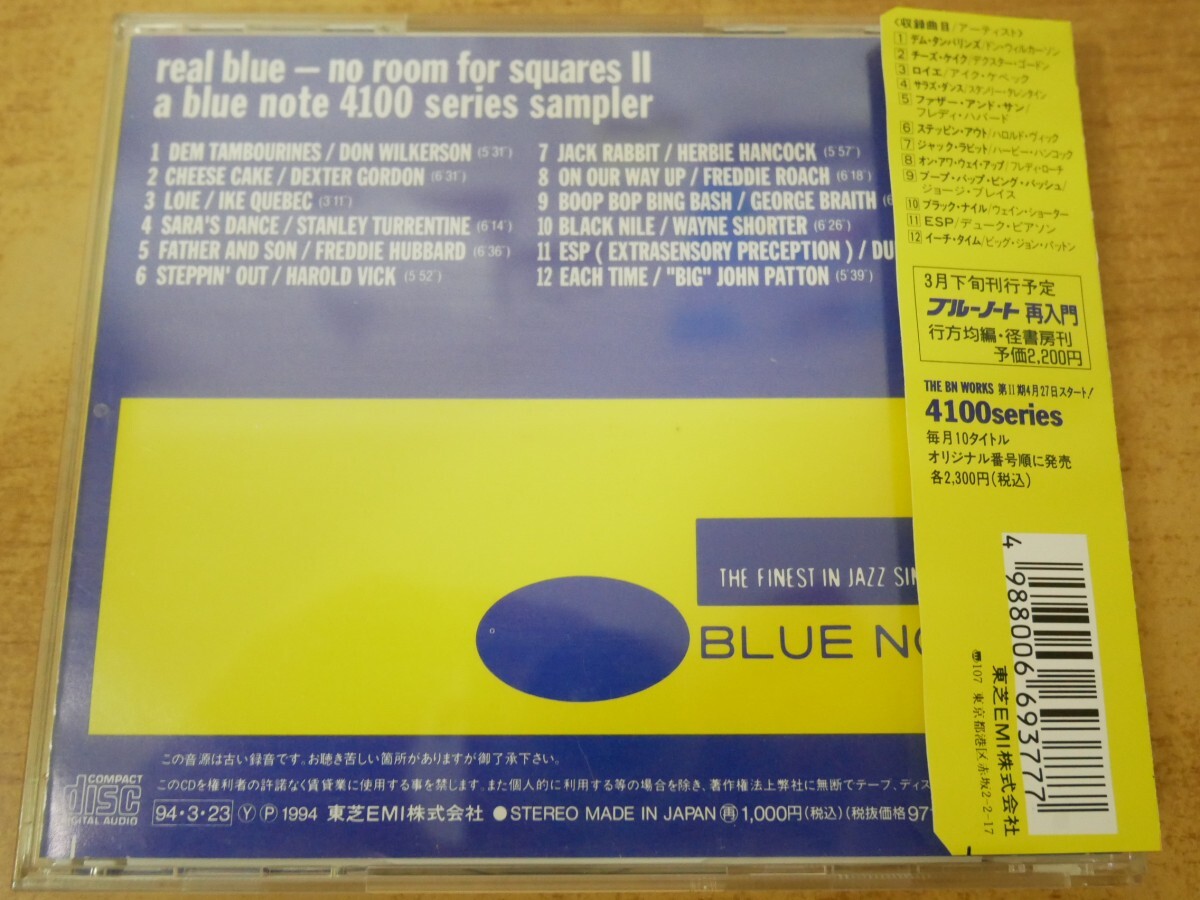 real blue – no room for squares II
a blue note 4100 series sampler
1 DEM TAMBOURINES / DON WILKERSON (5'31")
2 CHEESE CAKE / DEXTER GORDON (6'31")
3 LOIE / IKE QUEBEC (3'11")
4 SARA'S DANCE / STANLEY TURRENTINE (6'14")
5 FATHER AND SON / FREDDIE HUBBARD (6'36")
6 STEPPIN' OUT / HAROLD VICK (5'52")
7 JACK RABBIT / HERBIE HANCOCK (5'57")
8 ON OUR WAY UP / FREDDIE ROACH (6'18")
9 BOOP BOP BING BASH / GEORGE BRAITH (6
10 BLACK NILE / WAYNE SHORTER (6'26")
11 ESP ( EXTRASENSORY PRECEPTION ) / DU
12 EACH TIME / "BIG" JOHN PATTON (5'39")
THE FINEST IN JAZZ SIN
BLUE NO
この音源は古い録音です。お聴き苦しい箇所がありますが御了承下さい。
このCDを権利者の許諾なく賃貸業に使用する事を禁じます。また個人的に利用する等の場合を除き、著作権法上弊社に無断でテープ、ディス
COMPACT
disc
DIGITAL AUDIO
94・3・23 Ⓨ Ⓟ 1994 東芝EMI株式会社 ●STEREO MADE IN JAPAN ㊢1,000円(税込)(税抜価格97
〈収録曲目/アーティスト〉
1 デム・タンバリンズ/ドン・ウィルカーソン
2 チーズ・ケイク/デクスター・ゴードン
3 ロイエ/アイク・ケベック
4 サラズ・ダンス/スタンリー・タレンタイン
5 ファザー・アンド・サン/
フレディ・ハバード
6 ステッピン・アウト/ハロルド・ヴィック
7 ジャック・ラビット/ハービー・ハンコック
8 オン・アワ・ウェイ・アップ/フレディ・ローチ
9 ブープ・バップ・ビング・バッシュ/
ジョージ・ブレイス
10 ブラック・ナイル/ウェイン・ショーター
11 ESP/デューク・ピアソン
12 イーチ・タイム/ビッグ・ジョン・パットン
3月下旬刊行予定
ブルーノート 再入門
行方均編・径書房刊
予価2,200円
THE BN WORKS 第II期4月27日スタート!
4100series
毎月10タイトル
オリジナル番号順に発売
各2,300円(税込)
4 988006 693777
東芝EMI株式会社
〒107 東京都港区赤坂2-2-17